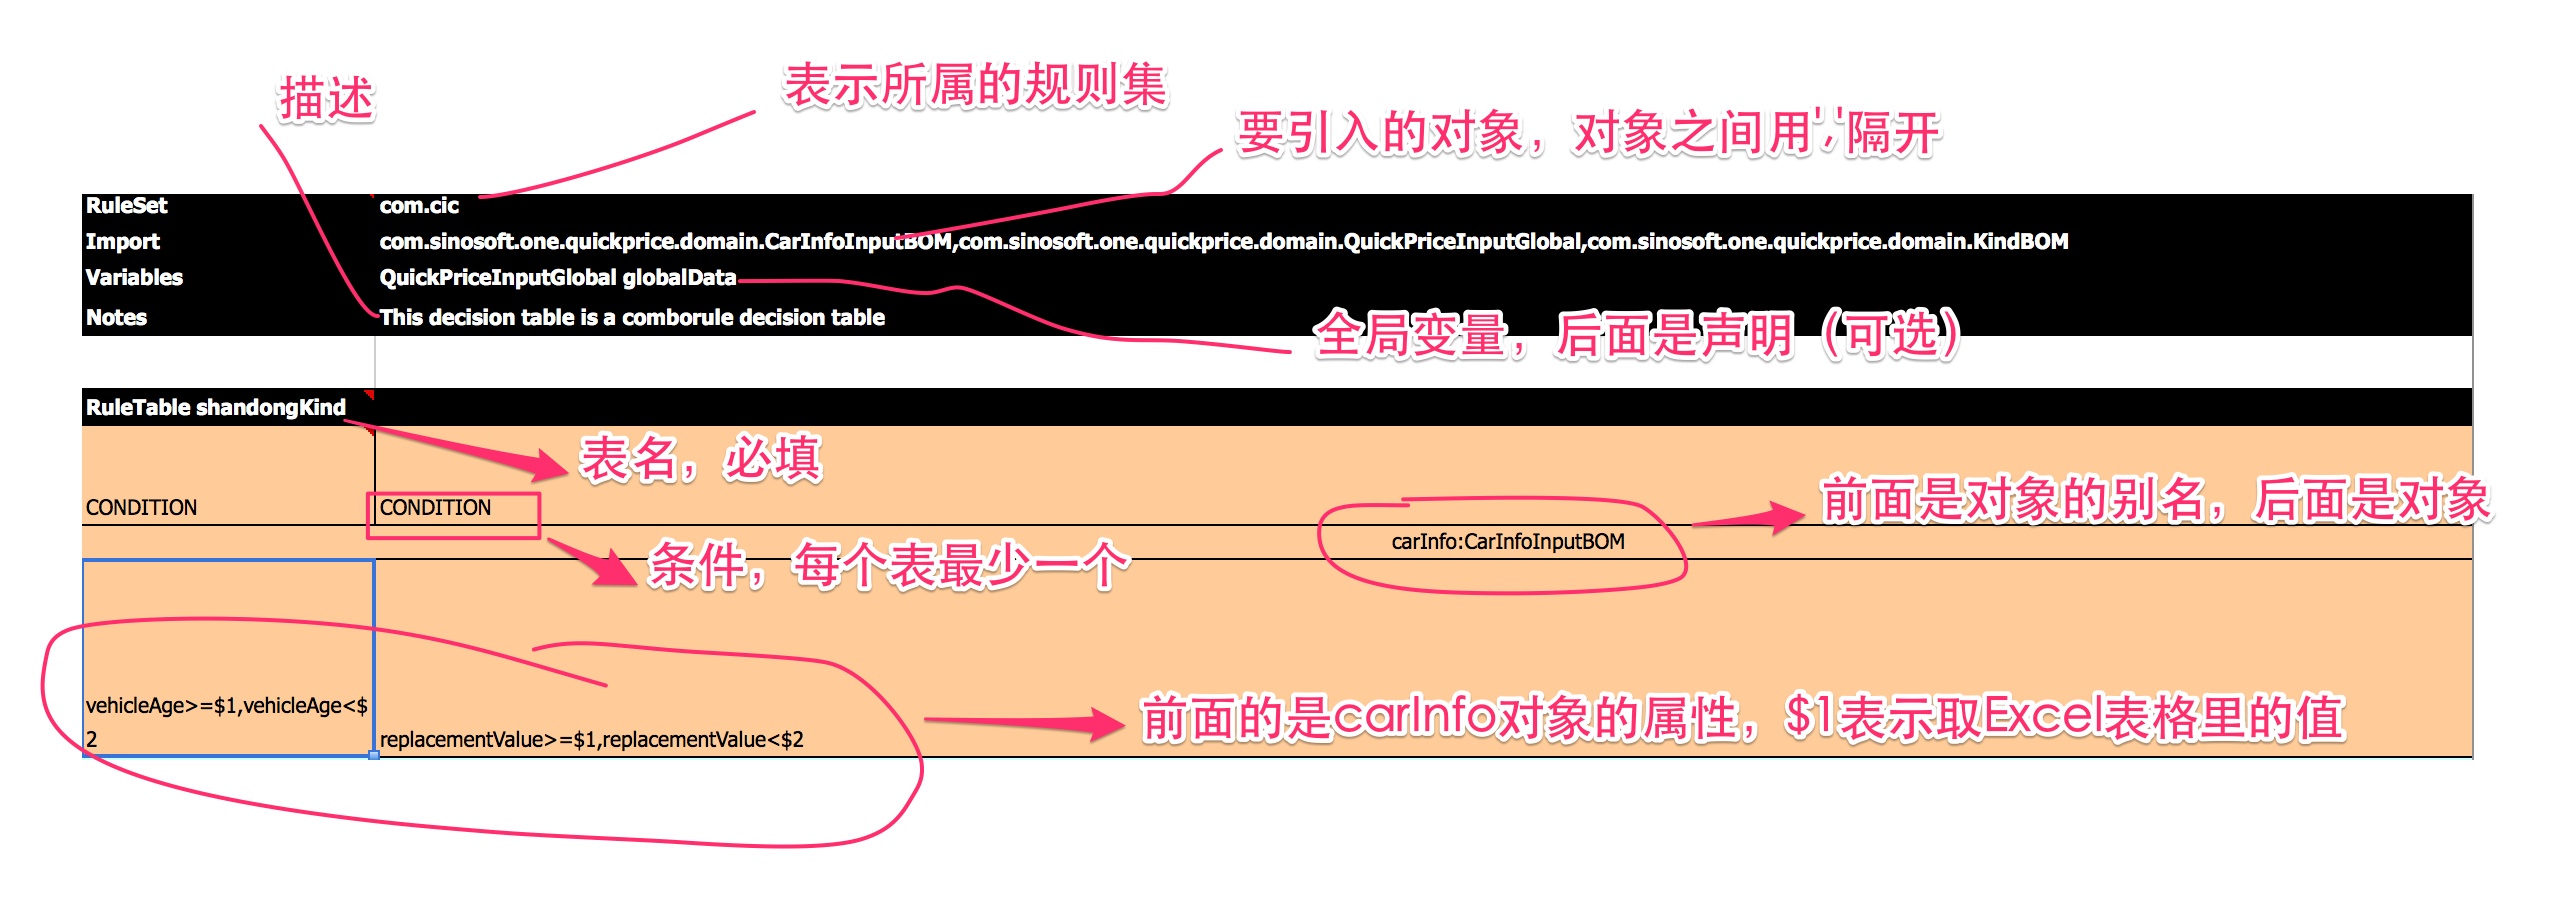 描述
表示所属的规则集
要引入的对象，对象之间用','隔开
RuleSet com.cic
Import com.sinosoft.one.quickprice.domain.CarInfoInputBOM,com.sinosoft.one.quickprice.domain.QuickPriceInputGlobal,com.sinosoft.one.quickprice.domain.KindBOM
Variables QuickPriceInputGlobal globalData
Notes This decision table is a comborule decision table
全局变量，后面是声明（可选）
RuleTable shandongKind
表名，必填
CONDITION CONDITION
前面是对象的别名，后面是对象
carInfo:CarInfoInputBOM
条件，每个表最少一个
vehicleAge>=$1,vehicleAge<$
2 replacementValue>=$1,replacementValue<$2
前面的是carInfo对象的属性，$1表示取Excel表格里的值